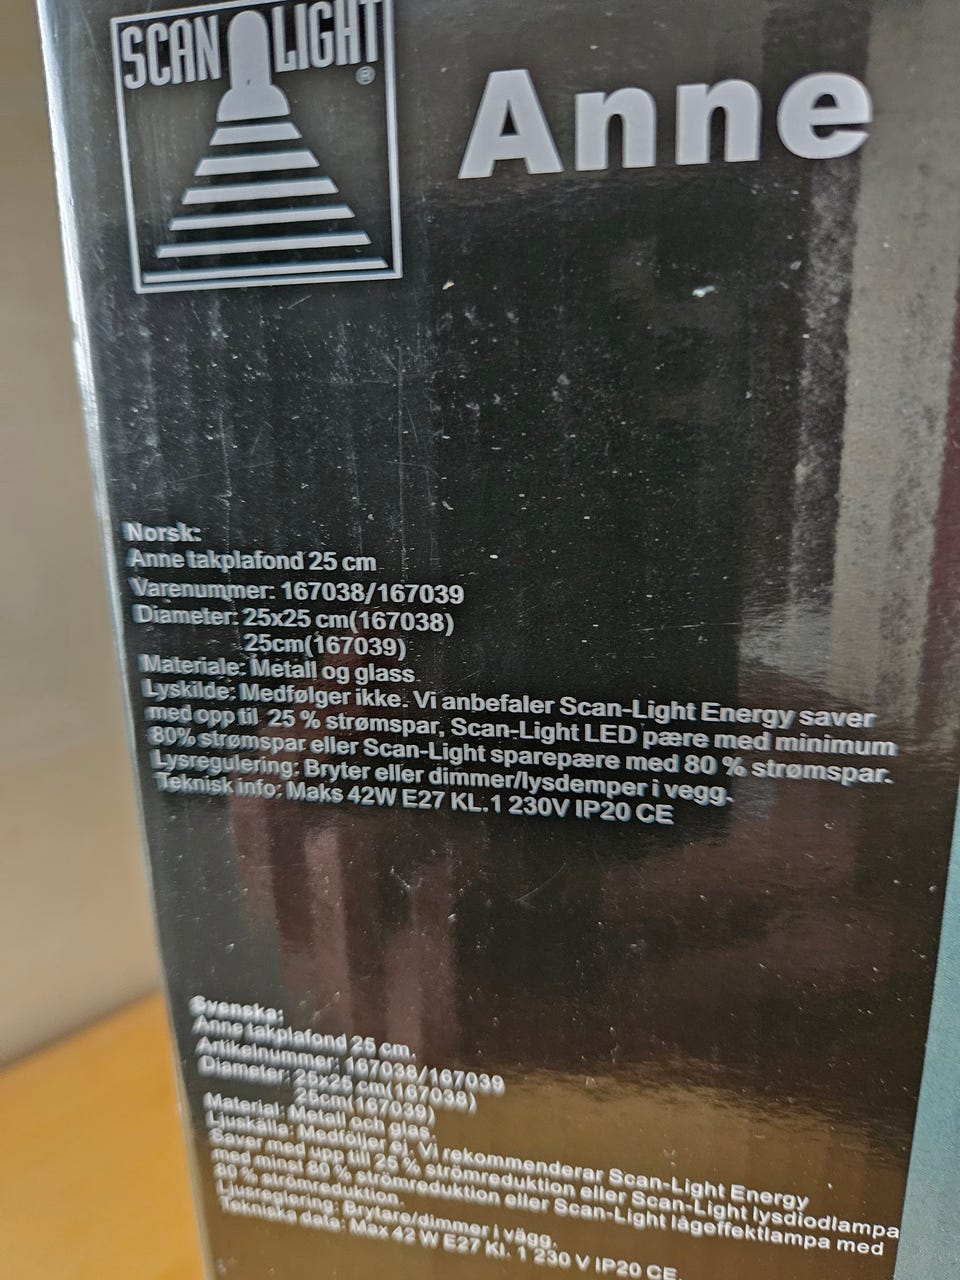 SCAN LIGHT®
Anne
Norsk:
Anne takplafond 25 cm
Varenummer: 167038/167039
Diameter: 25x25 cm(167038)
25cm(167039)
Materiale: Metall og glass
Lyskilde: Medfølger ikke. Vi anbefaler Scan-Light Energy saver
med opp til 25 % strømspar, Scan-Light LED pære med minimum
80% strømspar eller Scan-Light sparepære med 80 % strømspar.
Lysregulering: Bryter eller dimmer/lysdemper i vegg.
Teknisk info: Maks 42W E27 KL.1 230V IP20 CE
Svenska:
Anne takplafond 25 cm.
Artikelnummer: 167038/167039
Diameter: 25x25 cm(167038)
25cm(167039)
Material: Metall och glas.
Ljuskälla: Medföljer ej. Vi rekommenderar Scan-Light Energy
Saver med upp till 25 % strömreduktion eller Scan-Light lysdiodlampa
med minst 80 % strömreduktion eller Scan-Light lågeffektlampa med
80 % strömreduktion.
Ljusreglering: Brytare/dimmer i vägg.
Tekniska data: Max 42 W E27 Kl. 1 230 V IP20 CE.